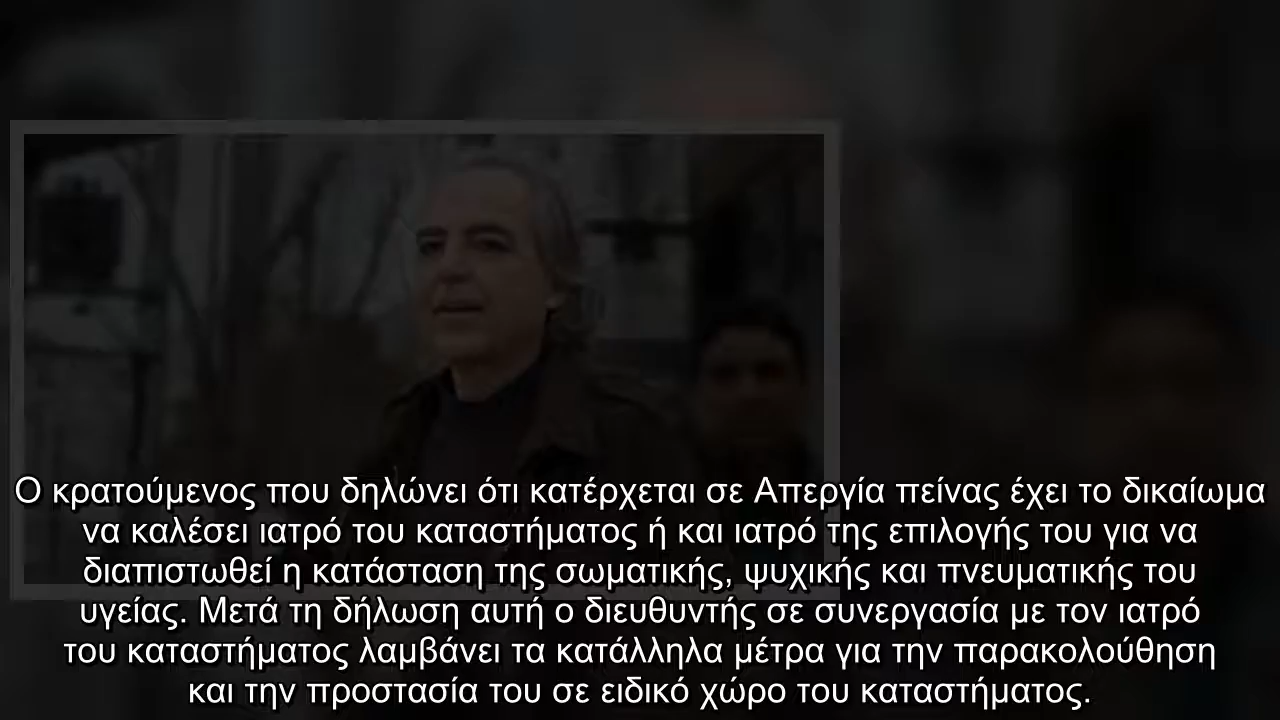 Ο κρατούμενος που δηλώνει ότι κατέρχεται σε Απεργία πείνας έχει το δικαίωμα
να καλέσει ιατρό του καταστήματος ή και ιατρό της επιλογής του για να
διαπιστωθεί η κατάσταση της σωματικής, ψυχικής και πνευματικής του
υγείας. Μετά τη δήλωση αυτή ο διευθυντής σε συνεργασία με τον ιατρό
του καταστήματος λαμβάνει τα κατάλληλα μέτρα για την παρακολούθηση
και την προστασία του σε ειδικό χώρο του καταστήματος.